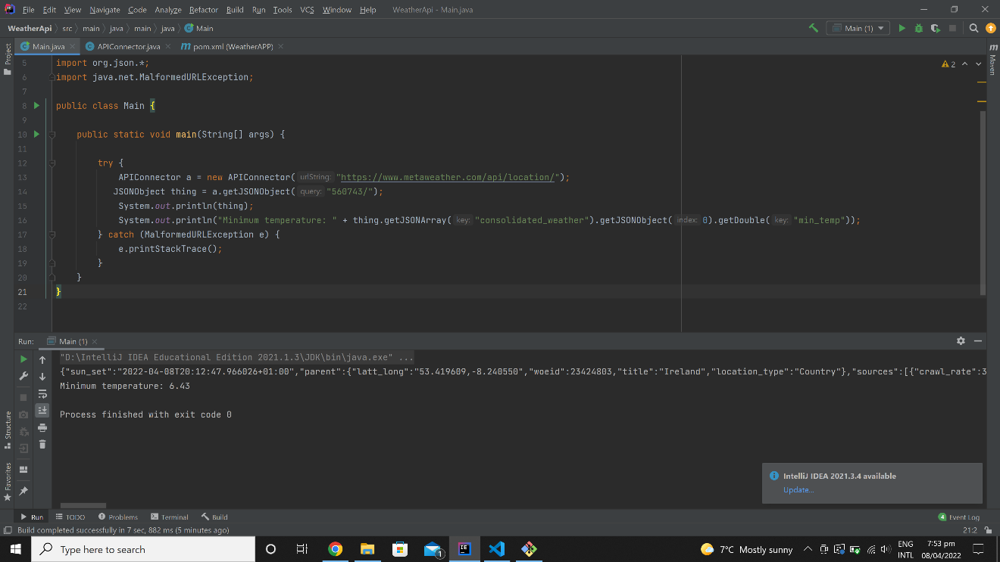 File Edit View Navigate Code Analyze Refactor Build Run Tools VCS Window Help WeatherApi - Main.java
WeatherApi src main java main java Main
Main (1)
Main.java APIConnector.java pom.xml (WeatherAPP)
Project
Maven
2
5 import org.json.*;
6 import java.net.MalformedURLException;
7
8 public class Main {
9
10 public static void main(String[] args) {
11
12 try {
13 APIConnector a = new APIConnector( urlString: "https://www.metaweather.com/api/location/");
14 JSONObject thing = a.getJSONObject( query: "560743/");
15 System.out.println(thing);
16 System.out.println("Minimum temperature: " + thing.getJSONArray( key: "consolidated_weather").getJSONObject( index: 0).getDouble( key: "min_temp"));
17 } catch (MalformedURLException e) {
18 e.printStackTrace();
19 }
20 }
21 }
22
Run: Main (1)
"D:\IntelliJ IDEA Educational Edition 2021.1.3\JDK\bin\java.exe" ...
{"sun_set":"2022-04-08T20:12:47.966026+01:00","parent":{"latt_long":"53.419609,-8.240550","woeid":23424803,"title":"Ireland","location_type":"Country"},"sources":[{"crawl_rate":3
Minimum temperature: 6.43
Process finished with exit code 0
Structure
Favorites
IntelliJ IDEA 2021.3.4 available
Update...
Run TODO Problems Terminal Build
4 Event Log
Build completed successfully in 7 sec, 882 ms (5 minutes ago)
21:2
Type here to search
1
7°C Mostly sunny
ENG
INTL
7:53 pm
08/04/2022